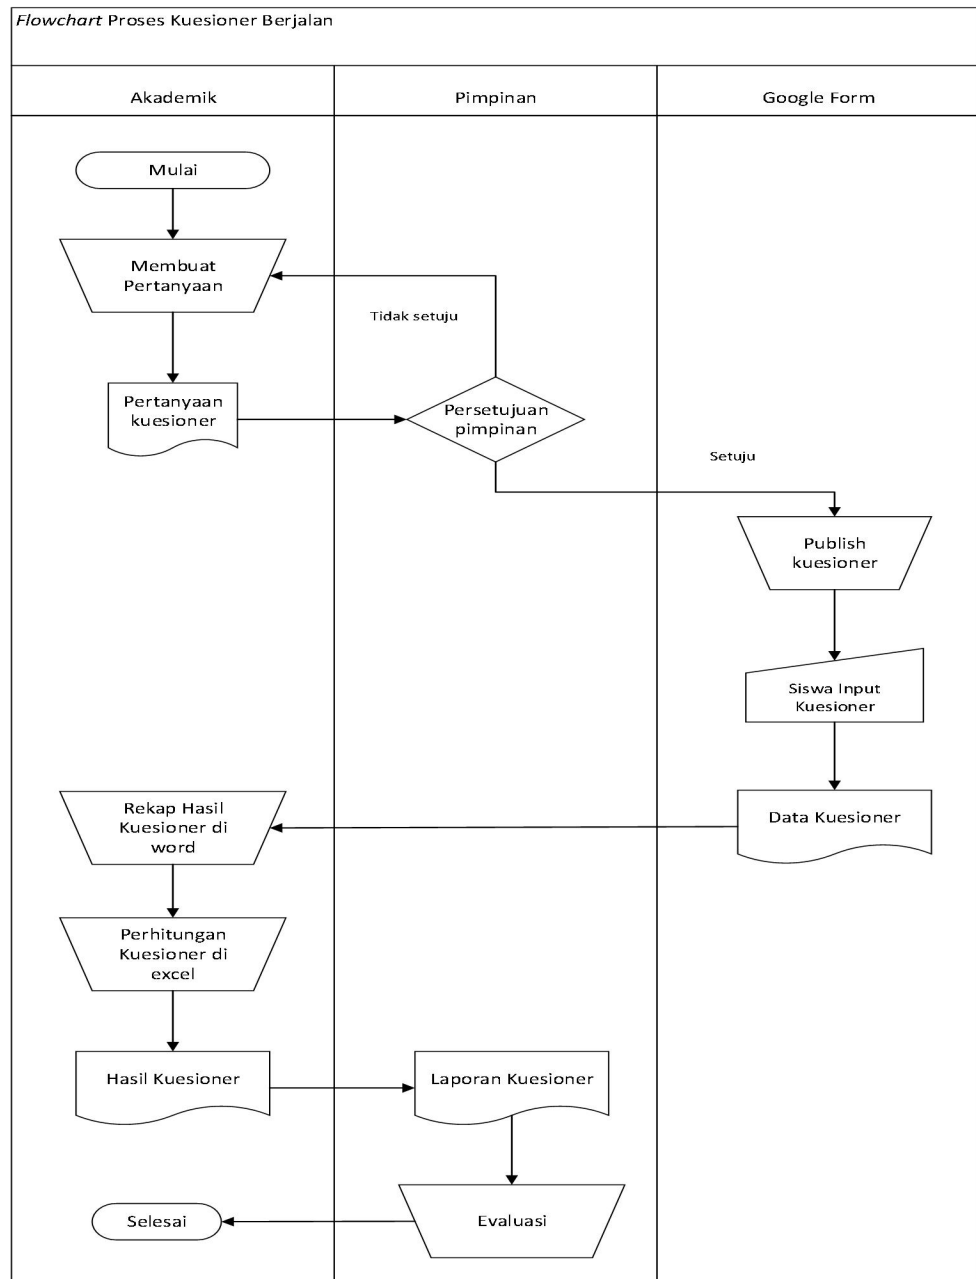 Flowchart Proses Kuesioner Berjalan
Akademik
Pimpinan
Google Form
Mulai
Membuat
Pertanyaan
Tidak setuju
Pertanyaan
kuesioner
Persetujuan
pimpinan
Setuju
Publish
kuesioner
Siswa Input
Kuesioner
Data Kuesioner
Rekap Hasil
Kuesioner di
word
Perhitungan
Kuesioner di
excel
Hasil Kuesioner
Laporan Kuesioner
Evaluasi
Selesai